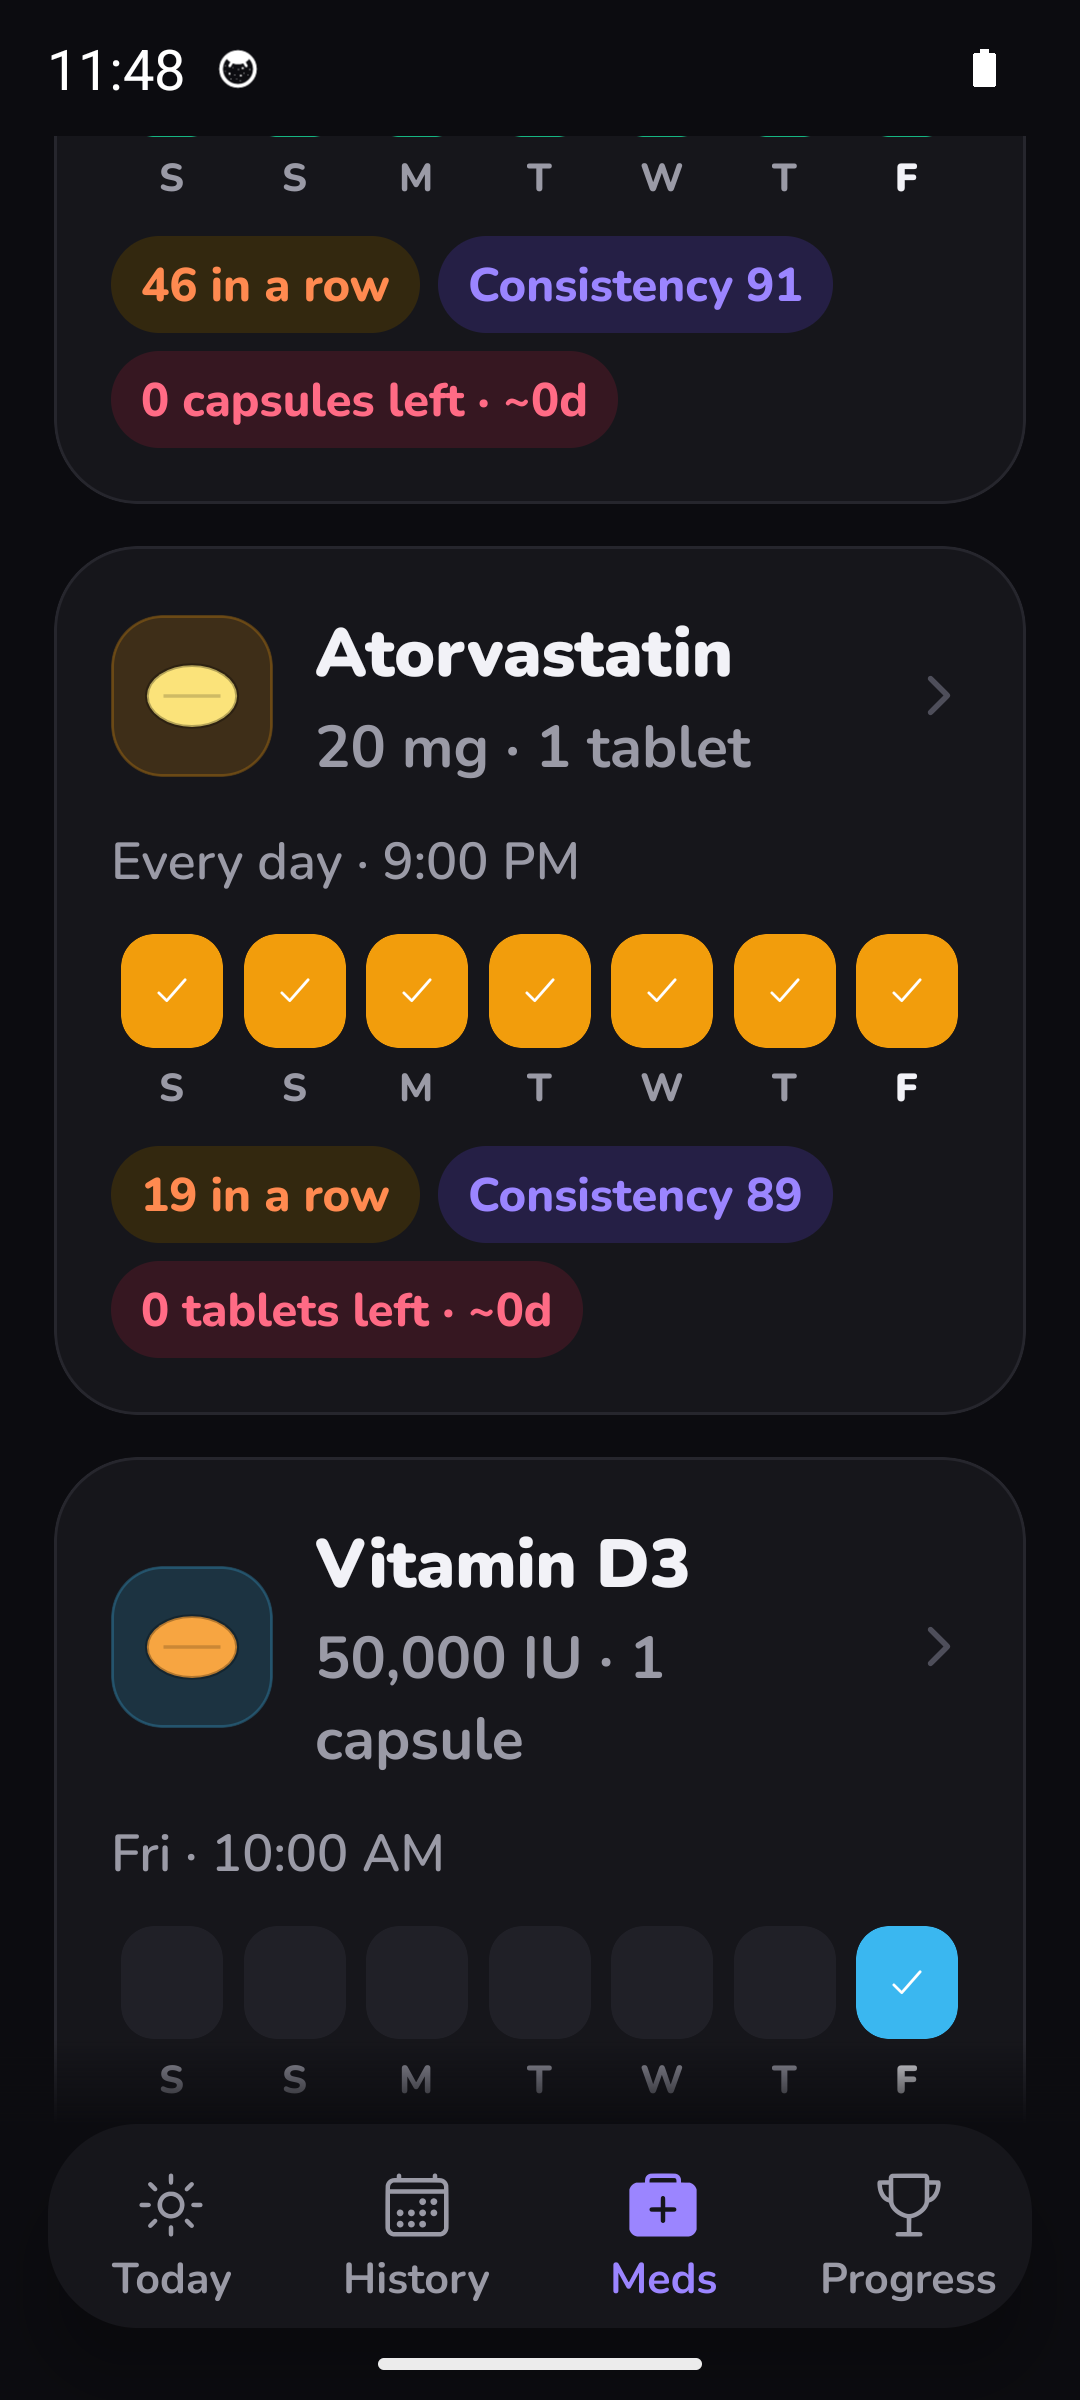 11:48
S S M T W T F
46 in a row Consistency 91
0 capsules left · ~0d
Atorvastatin
20 mg · 1 tablet
Every day · 9:00 PM
S S M T W T F
19 in a row Consistency 89
0 tablets left · ~0d
Vitamin D3
50,000 IU · 1
capsule
Fri · 10:00 AM
S S M T W T F
Today History Meds Progress